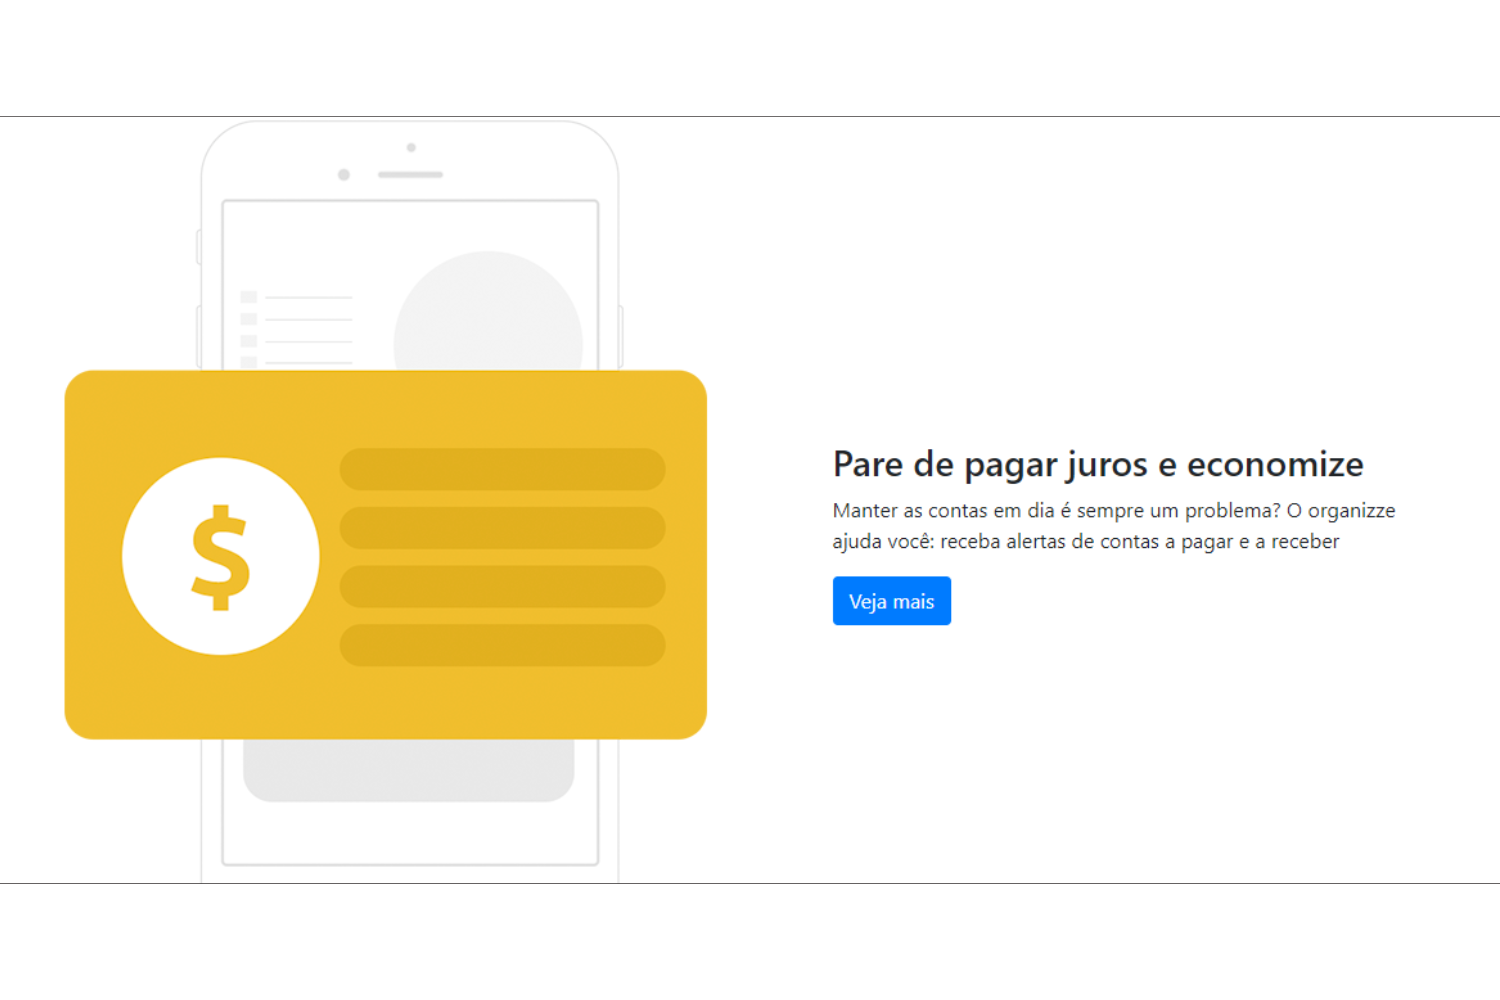 $
Pare de pagar juros e economize
Manter as contas em dia é sempre um problema? O organizze
ajuda você: receba alertas de contas a pagar e a receber
Veja mais